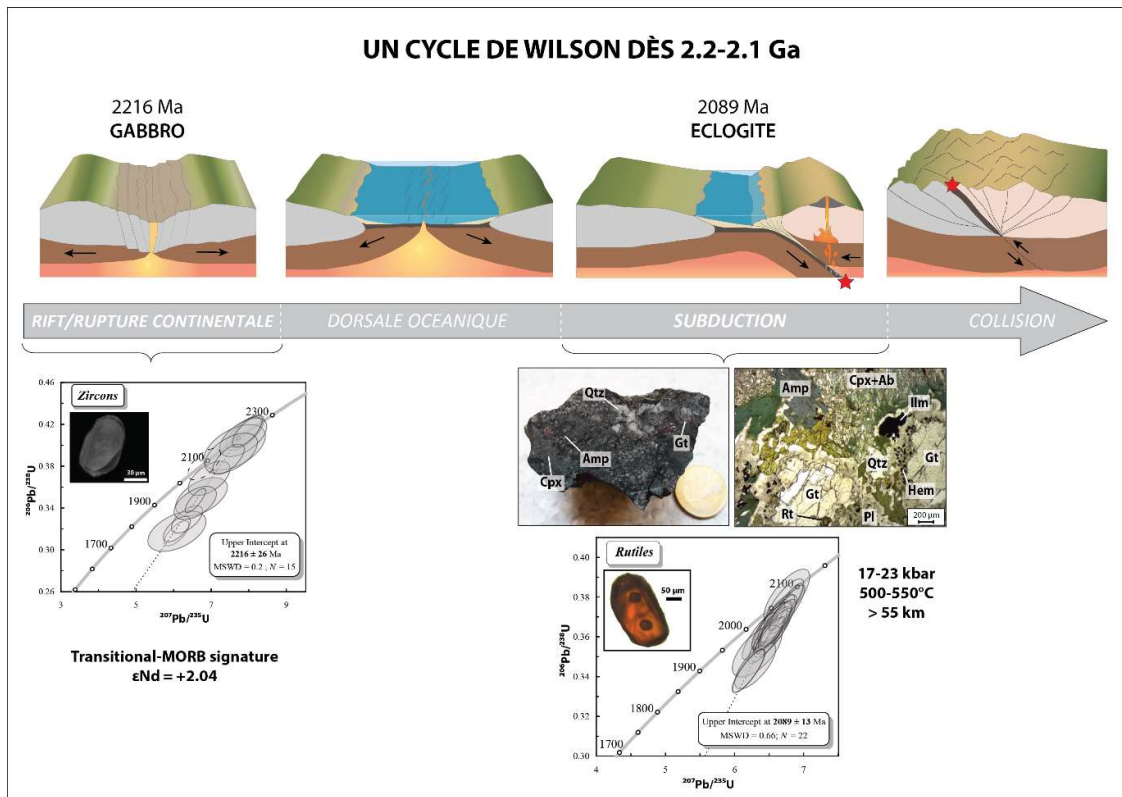 UN CYCLE DE WILSON DÈS 2.2-2.1 Ga
2216 Ma
GABBRO
2089 Ma
ECLOGITE
RIFT/RUPTURE CONTINENTALE
DORSALE OCEANIQUE
SUBDUCTION
COLLISION
Zircons
30 µm
0.46
0.42
0.38
0.34
0.30
0.26
²⁰⁶Pb/²³⁸U
1700
1900
2100
2300
Upper Intercept at
2216 ± 26 Ma
MSWD = 0.2 ; N = 15
3 5 7 9
²⁰⁷Pb/²³⁵U
Transitional-MORB signature
εNd = +2.04
Qtz
Gt
Amp
Cpx
Amp
Cpx+Ab
Ilm
Gt
Qtz
Hem
Gt
Rt
Pl
200 µm
Rutiles
50 µm
0.40
0.38
0.36
0.34
0.32
0.30
²⁰⁶Pb/²³⁸U
1700
1800
1900
2000
2100
Upper Intercept at 2089 ± 13 Ma
MSWD = 0.66; N = 22
4 5 6 7
²⁰⁷Pb/²³⁵U
17-23 kbar
500-550°C
> 55 km